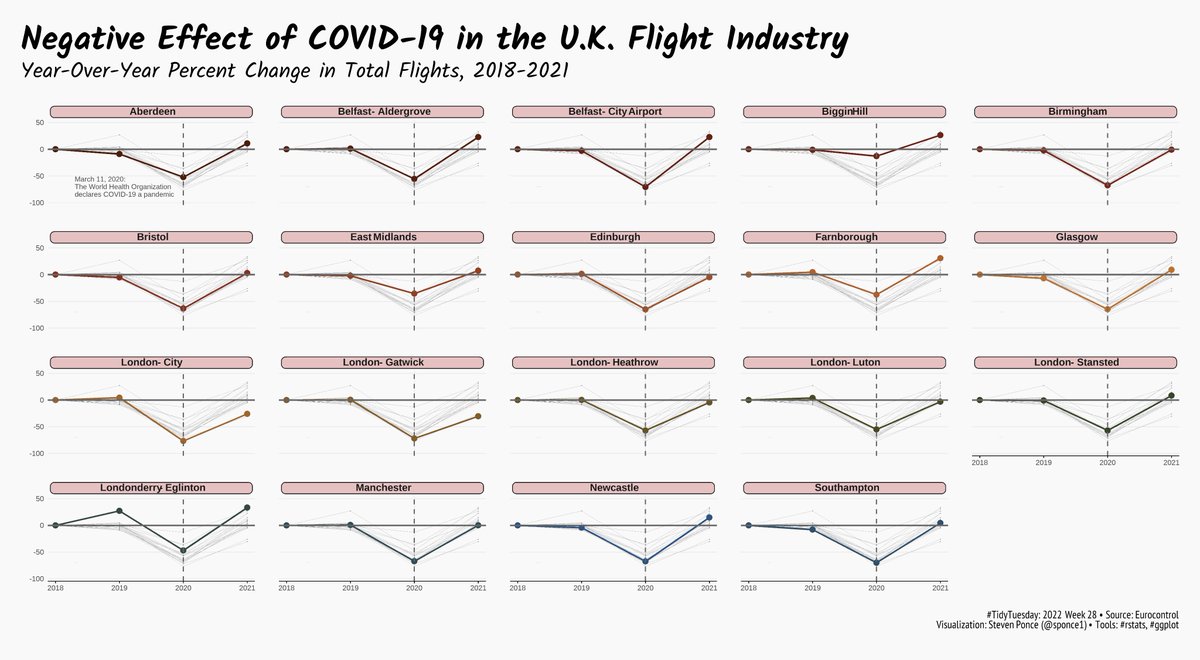 Negative Effect of COVID-19 in the U.K. Flight Industry
Year-Over-Year Percent Change in Total Flights, 2018-2021
Aberdeen
Belfast- Aldergrove
Belfast- City Airport
BigginHill
Birmingham
50
0
-50
-100
March 11, 2020:
The World Health Organization
declares COVID-19 a pandemic
Bristol
East Midlands
Edinburgh
Farnborough
Glasgow
50
0
-50
-100
London- City
London- Gatwick
London- Heathrow
London- Luton
London- Stansted
50
0
-50
-100
2018 2019 2020 2021
Londonderry Eglinton
Manchester
Newcastle
Southampton
50
0
-50
-100
2018 2019 2020 2021
2018 2019 2020 2021
2018 2019 2020 2021
2018 2019 2020 2021
#TidyTuesday: 2022 Week 28 • Source: Eurocontrol
Visualization: Steven Ponce (@sponce1) • Tools: #rstats, #ggplot